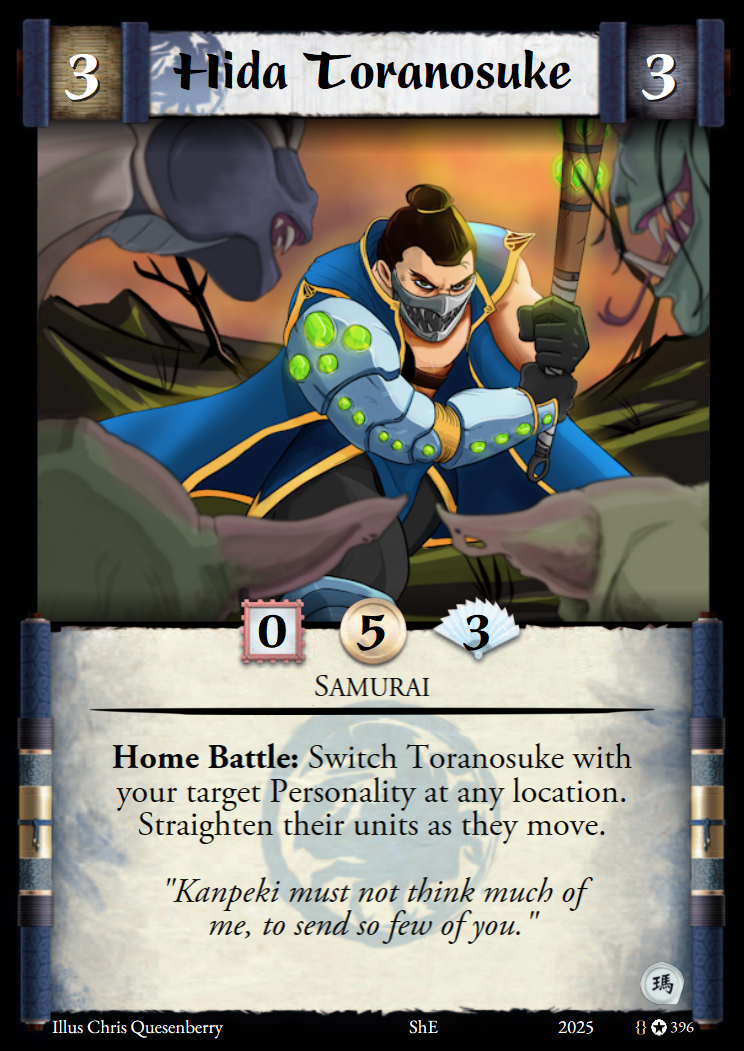 3 Hida Toranosuke 3
0 5 3
Samurai
Home Battle: Switch Toranosuke with
your target Personality at any location.
Straighten their units as they move.
"Kanpeki must not think much of
me, to send so few of you."
瑪
Illus Chris Quesenberry ShE 2025 {} ✪ 396